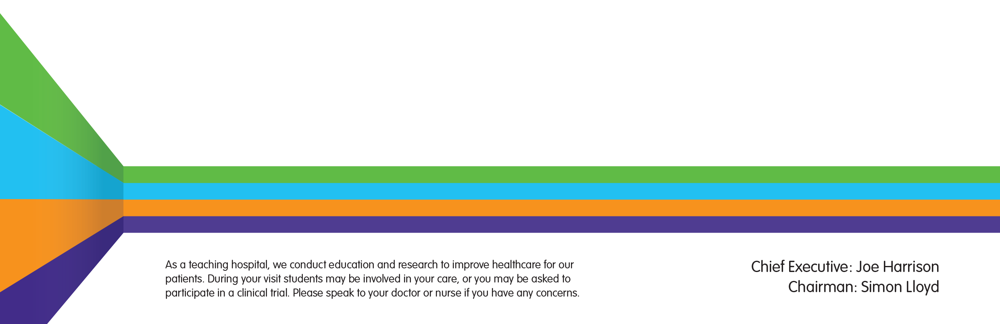 As a teaching hospital, we conduct education and research to improve healthcare for our
patients. During your visit students may be involved in your care, or you may be asked to
participate in a clinical trial. Please speak to your doctor or nurse if you have any concerns.
Chief Executive: Joe Harrison
Chairman: Simon Lloyd